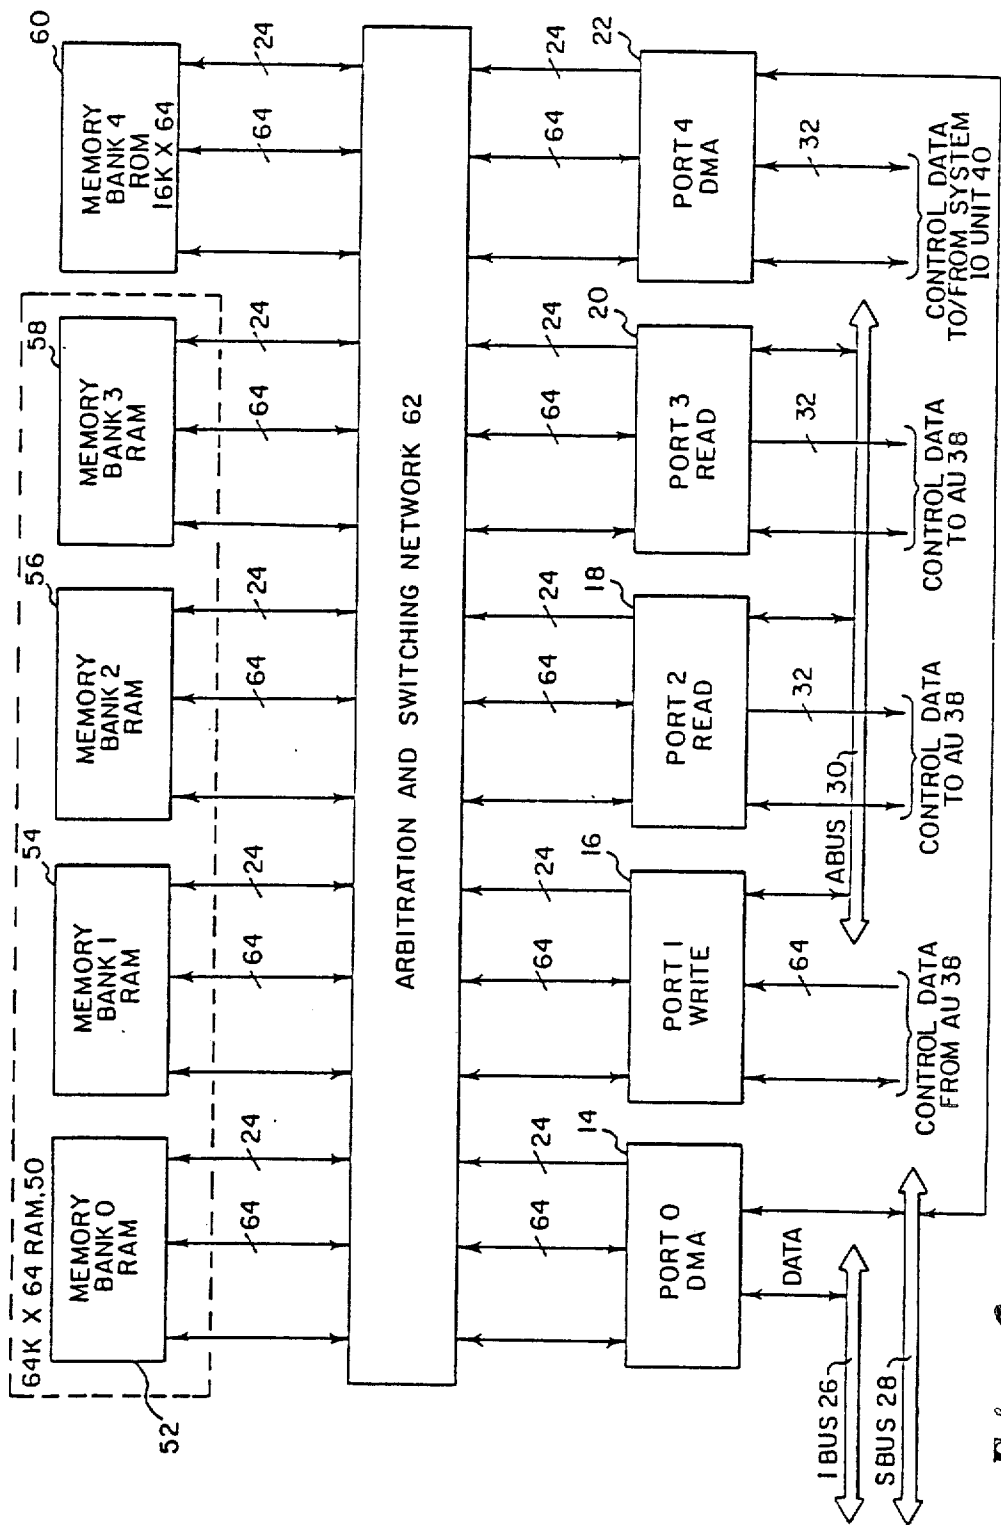 64K X 64 RAM,50
52
MEMORY
BANK 0
RAM
54
MEMORY
BANK 1
RAM
56
MEMORY
BANK 2
RAM
58
MEMORY
BANK 3
RAM
60
MEMORY
BANK 4
ROM
16K X 64
64
24
64
24
64
24
64
24
64
24
ARBITRATION AND SWITCHING NETWORK 62
64
24
64
24
64
24
64
24
64
24
14
PORT 0
DMA
16
PORT 1
WRITE
18
PORT 2
READ
20
PORT 3
READ
22
PORT 4
DMA
DATA
I BUS 26
S BUS 28
YABUS 30
64
CONTROL DATA
FROM AU 38
32
CONTROL DATA
TO AU 38
32
CONTROL DATA
TO AU 38
32
CONTROL DATA
TO/FROM SYSTEM
IO UNIT 40